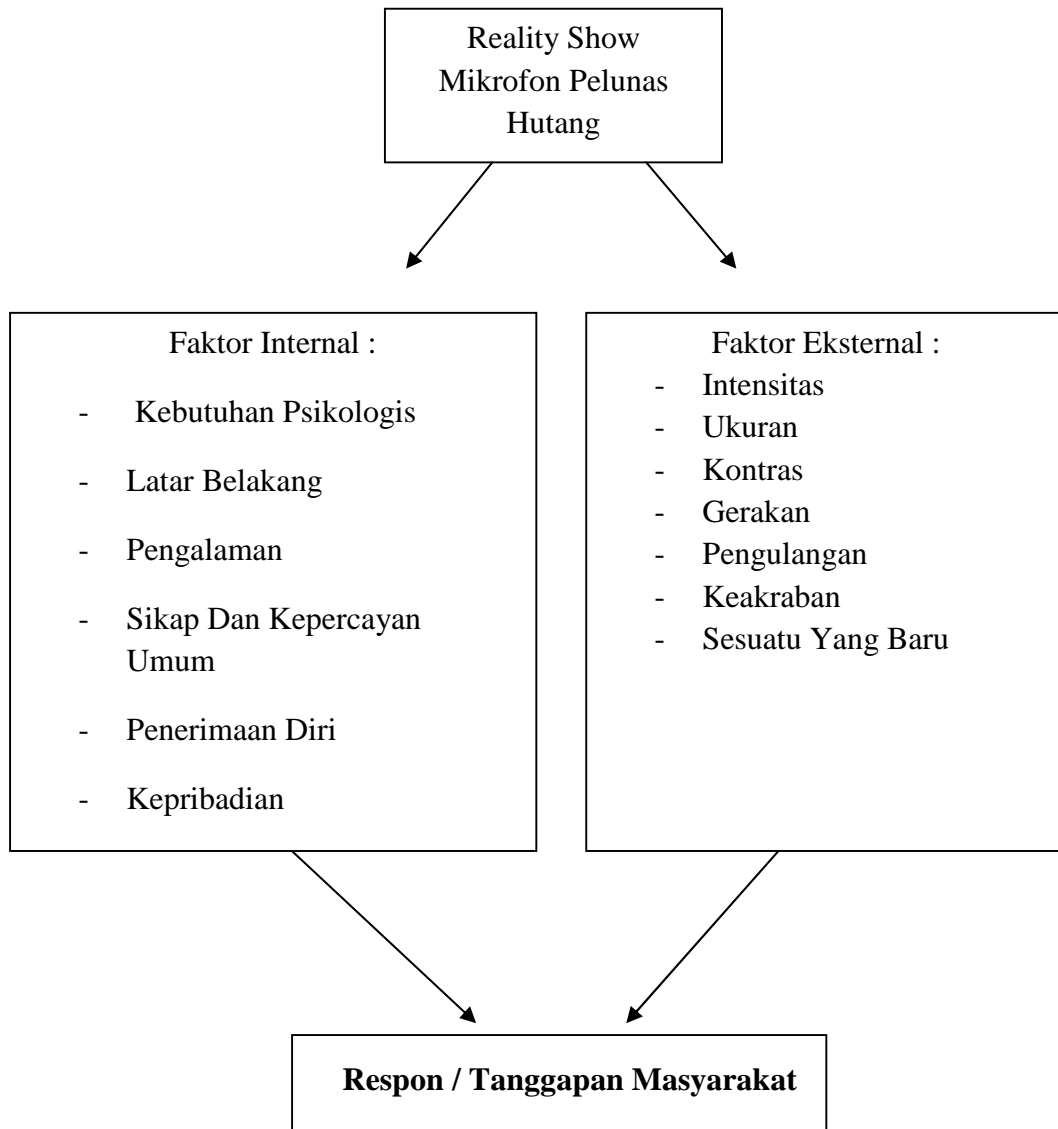 Reality Show
Mikrofon Pelunas
Hutang
Faktor Internal :
- Kebutuhan Psikologis
- Latar Belakang
- Pengalaman
- Sikap Dan Kepercayan
Umum
- Penerimaan Diri
- Kepribadian
Faktor Eksternal :
- Intensitas
- Ukuran
- Kontras
- Gerakan
- Pengulangan
- Keakraban
- Sesuatu Yang Baru
Respon / Tanggapan Masyarakat